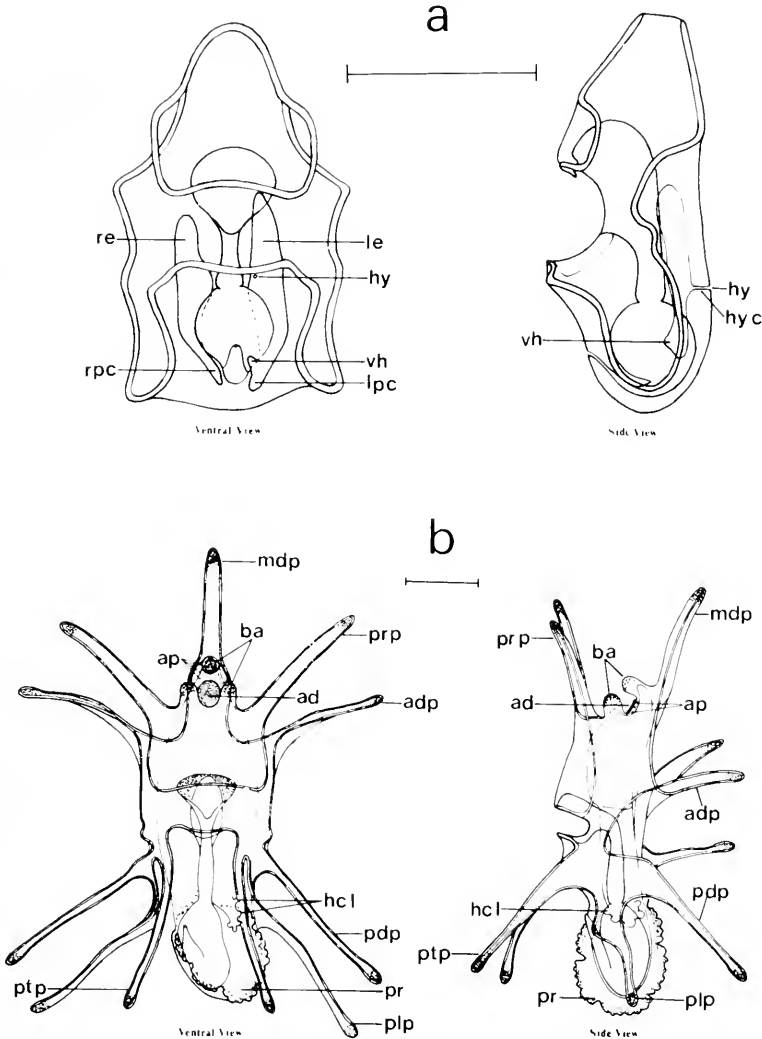 a
re
le
hy
vh
rpc
lpc
Ventral View
hy
hy c
vh
Side View
b
mdp
ba
prp
ap
ad
adp
hcl
pdp
ptp
pr
plp
Ventral View
mdp
prp
ba
ad
ap
adp
hcl
pdp
ptp
pr
plp
Side View